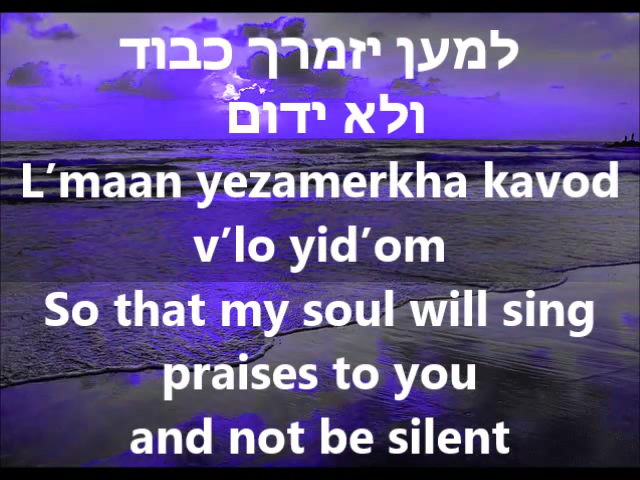 למען יזמרך כבוד
ולא ידום
L’maan yezamerkha kavod
v’lo yid’om
So that my soul will sing
praises to you
and not be silent